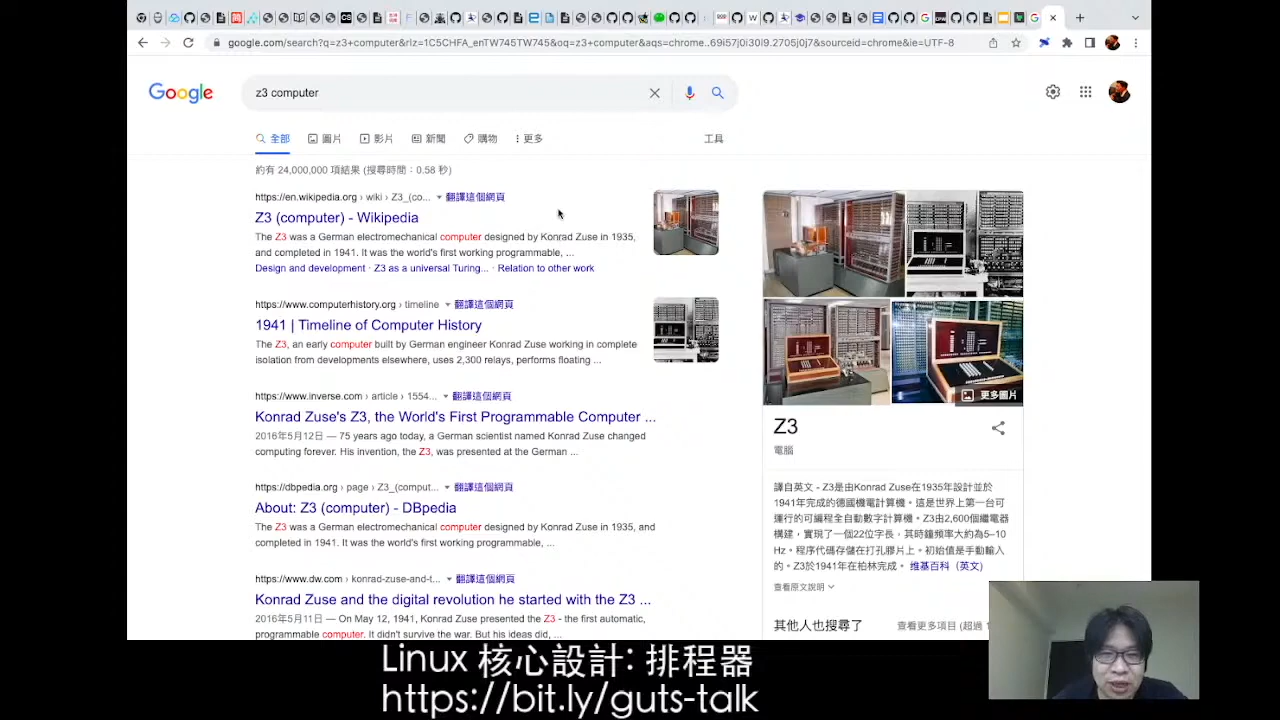 google.com/search?q=z3+computer&rlz=1C5CHFA_enTW745TW745&oq=z3+computer&aqs=chrome..69i57j0i30l9.2705j0j7&sourceid=chrome&ie=UTF-8
Google
z3 computer
全部 圖片 影片 新聞 購物 更多 工具
約有 24,000,000 項結果 (搜尋時間:0.58 秒)
https://en.wikipedia.org › wiki › Z3_(co... 翻譯這個網頁
Z3 (computer) - Wikipedia
The Z3 was a German electromechanical computer designed by Konrad Zuse in 1935,
and completed in 1941. It was the world's first working programmable, ...
Design and development · Z3 as a universal Turing... · Relation to other work
https://www.computerhistory.org › timeline 翻譯這個網頁
1941 | Timeline of Computer History
The Z3, an early computer built by German engineer Konrad Zuse working in complete
isolation from developments elsewhere, uses 2,300 relays, performs floating ...
https://www.inverse.com › article › 1554... 翻譯這個網頁
Konrad Zuse's Z3, the World's First Programmable Computer ...
2016年5月12日 — 75 years ago today, a German scientist named Konrad Zuse changed
computing forever. His invention, the Z3, was presented at the German ...
https://dbpedia.org › page › Z3_(comput... 翻譯這個網頁
About: Z3 (computer) - DBpedia
The Z3 was a German electromechanical computer designed by Konrad Zuse in 1935, and
completed in 1941. It was the world's first working programmable, ...
https://www.dw.com › konrad-zuse-and-t... 翻譯這個網頁
Konrad Zuse and the digital revolution he started with the Z3 ...
2016年5月11日 — On May 12, 1941, Konrad Zuse presented the Z3 - the first automatic,
programmable computer. It didn't survive the war. But his ideas did, ...
更多圖片
Z3
電腦
譯自英文 - Z3是由Konrad Zuse在1935年設計並於
1941年完成的德國機電計算機。這是世界上第一台可
運行的可編程全自動數字計算機。Z3由2,600個繼電器
構建,實現了一個22位字長,其時鐘頻率大約為5–10
Hz。程序代碼存儲在打孔膠片上。初始值是手動輸入
的。Z3於1941年在柏林完成。 維基百科(英文)
查看原文說明
其他人也搜尋了 查看更多項目 (超過 1
Linux 核心設計: 排程器
https://bit.ly/guts-talk